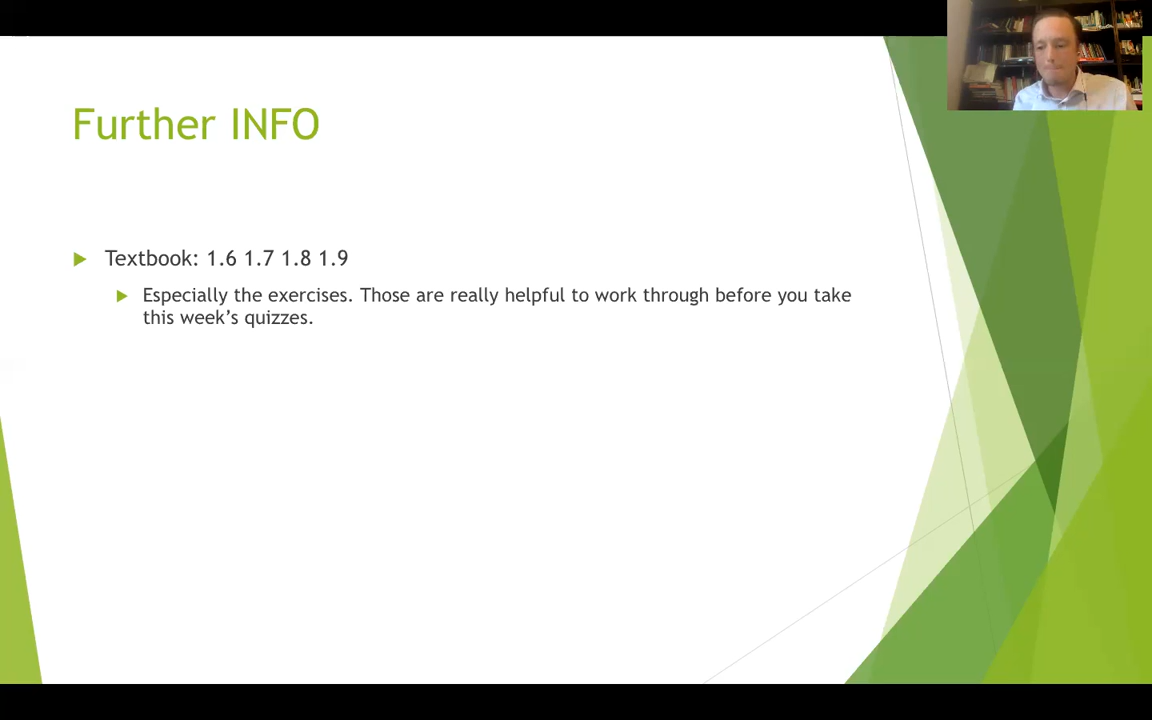 Further INFO
Textbook: 1.6 1.7 1.8 1.9
Especially the exercises. Those are really helpful to work through before you take
this week’s quizzes.